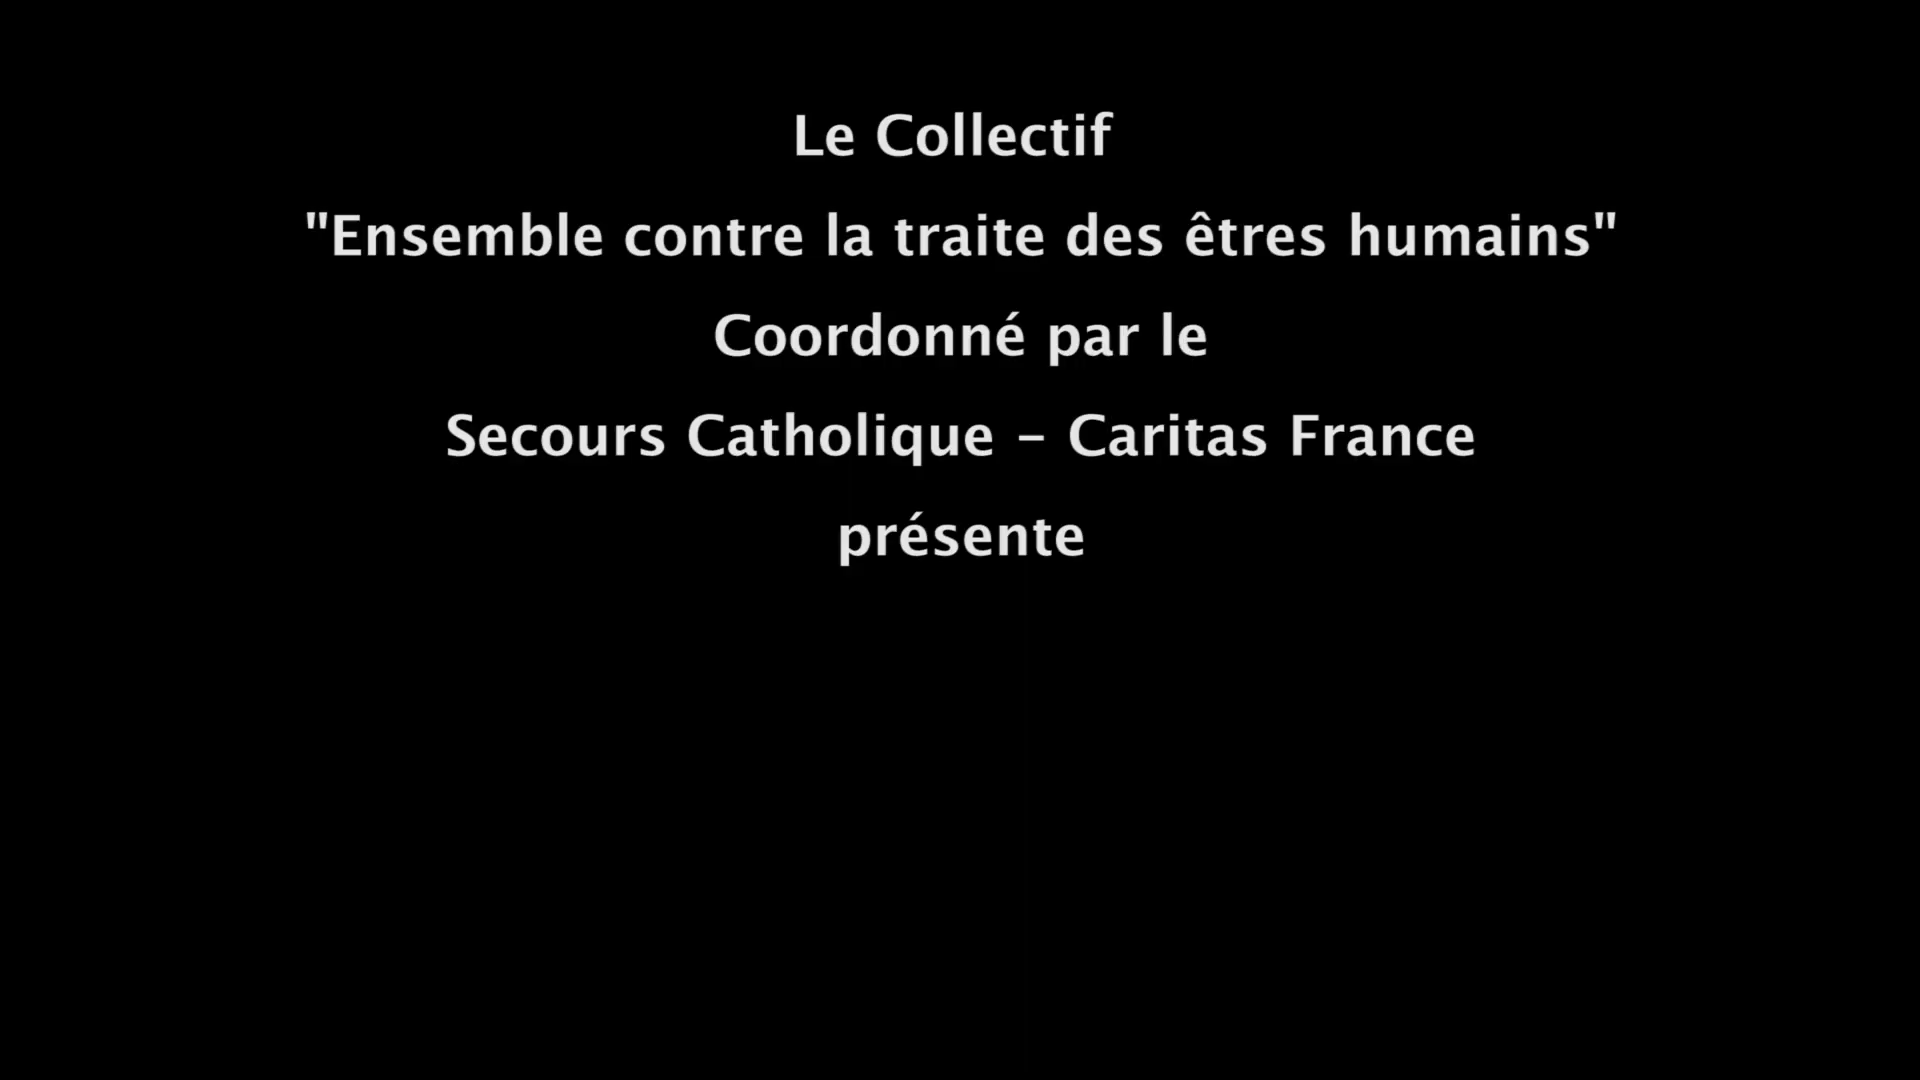 Le Collectif
"Ensemble contre la traite des êtres humains"
Coordonné par le
Secours Catholique - Caritas France
présente